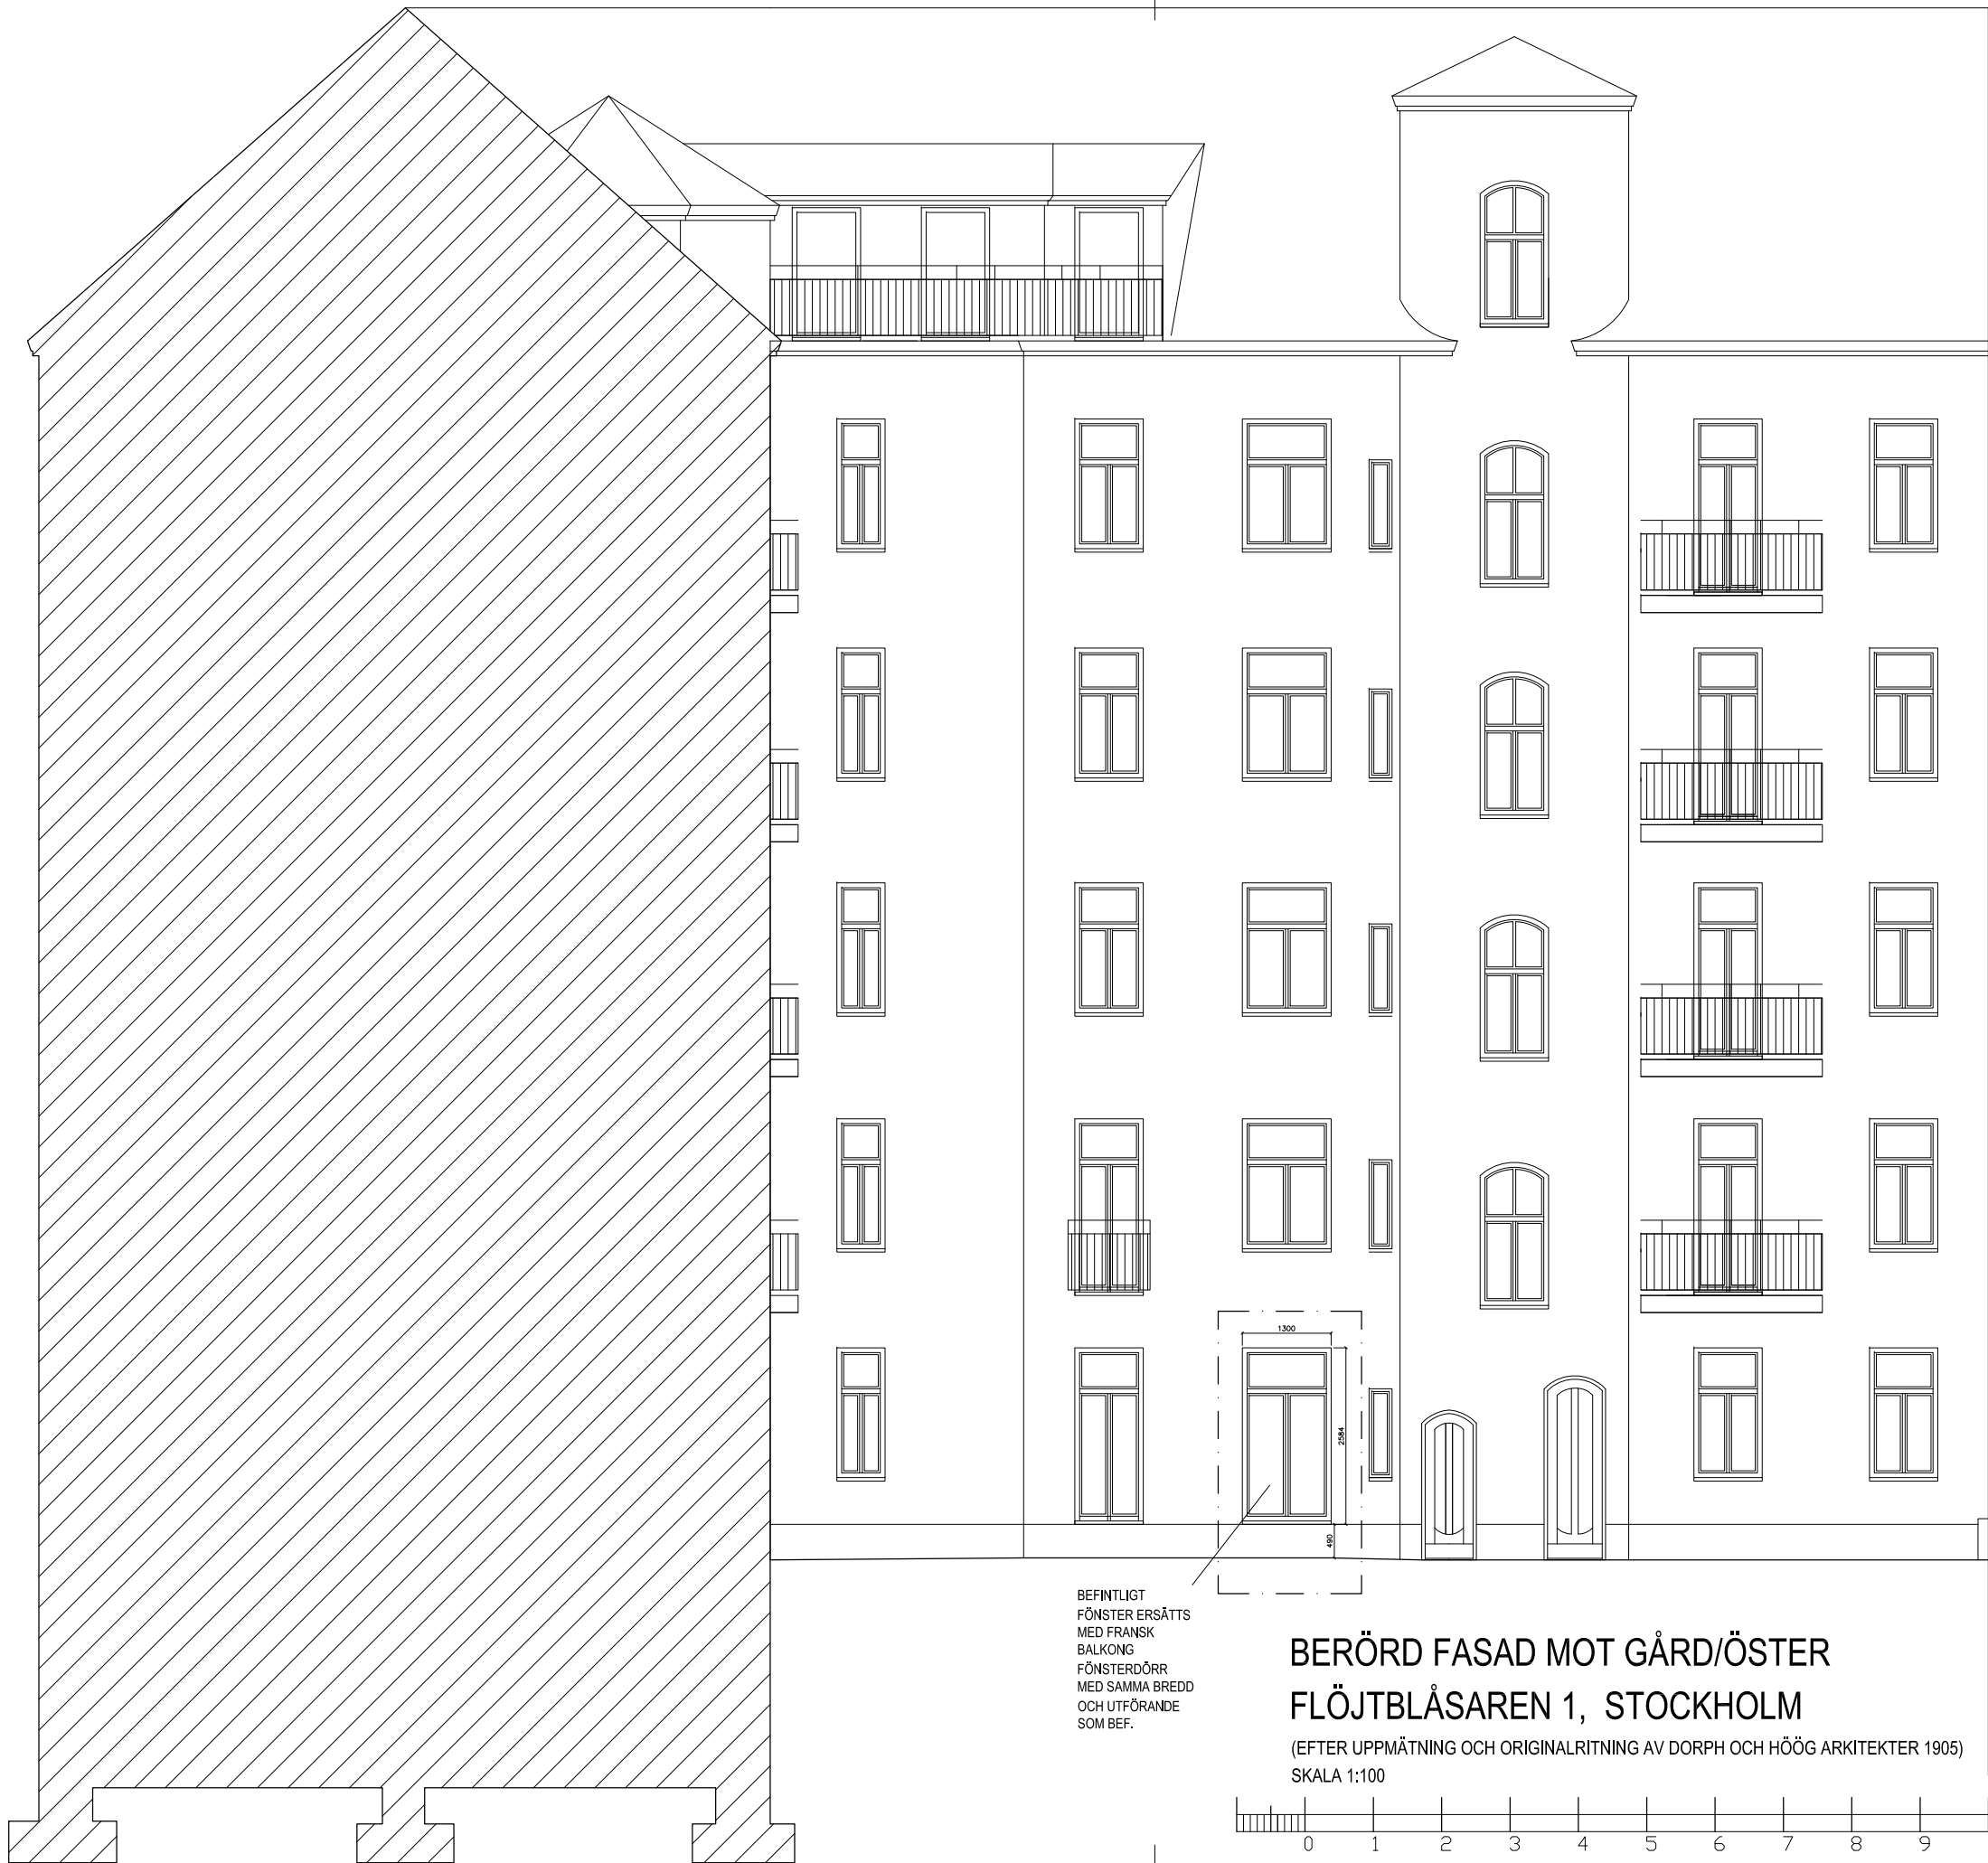 1300
2584
490
BEFINTLIGT
FÖNSTER ERSÄTTS
MED FRANSK
BALKONG
FÖNSTERDÖRR
MED SAMMA BREDD
OCH UTFÖRANDE
SOM BEF.
BERÖRD FASAD MOT GÅRD/ÖSTER
FLÖJTBLÅSAREN 1, STOCKHOLM
(EFTER UPPMÄTNING OCH ORIGINALRITNING AV DORPH OCH HÖÖG ARKITEKTER 1905)
SKALA 1:100
0 1 2 3 4 5 6 7 8 9